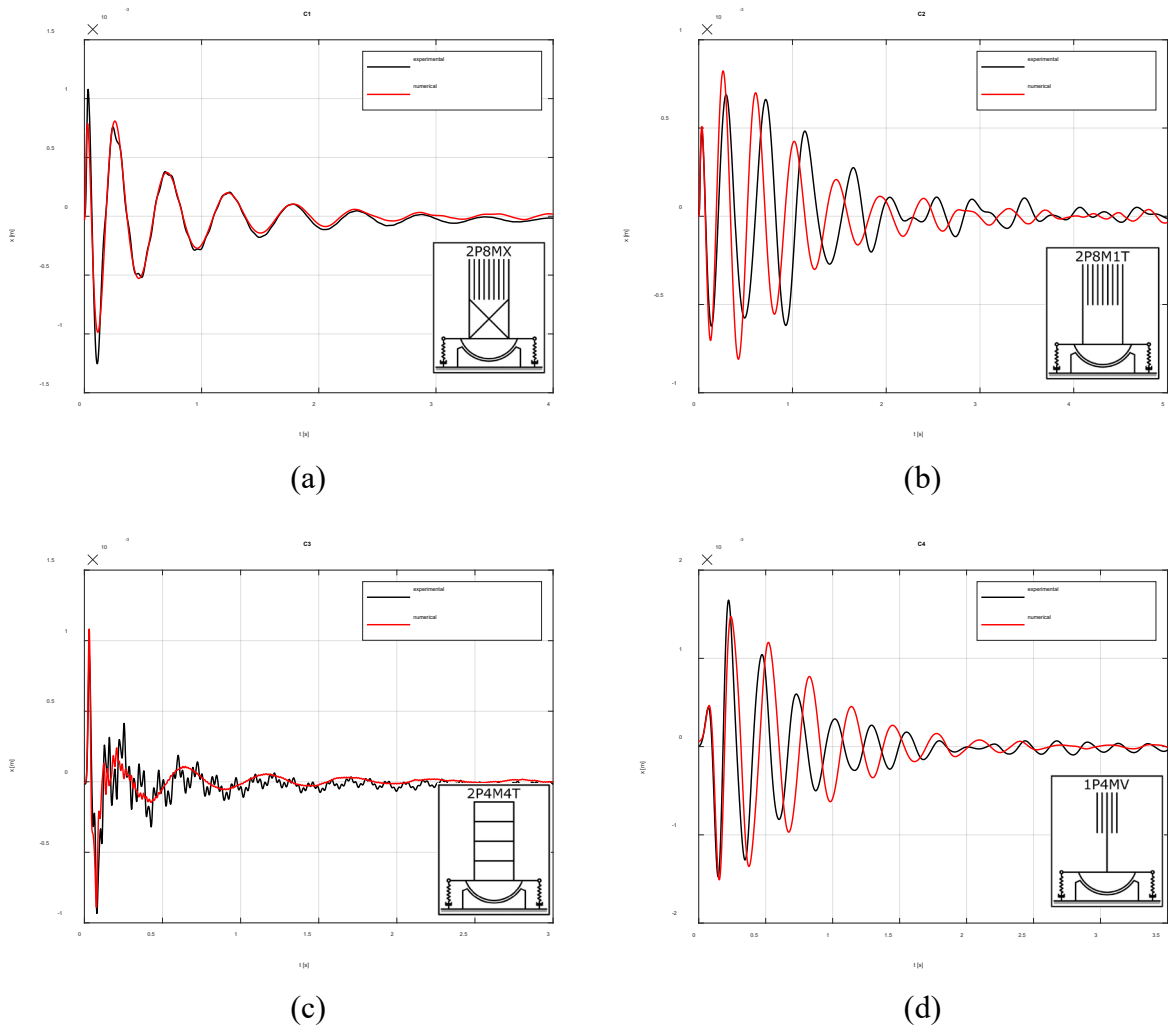 C1
× 10 -3
1.5
1
0.5
0
-0.5
-1
-1.5
x [m]
experimental
numerical
2P8MX
0 1 2 3 4
t [s]
(a)
C2
× 10 -3
1
0.5
0
-0.5
-1
x [m]
experimental
numerical
2P8M1T
0 1 2 3 4 5
t [s]
(b)
C3
× 10 -3
1.5
1
0.5
0
-0.5
-1
x [m]
experimental
numerical
2P4M4T
0 0.5 1 1.5 2 2.5 3
t [s]
(c)
C4
× 10 -3
2
1
0
-1
-2
x [m]
experimental
numerical
1P4MV
0 0.5 1 1.5 2 2.5 3 3.5
t [s]
(d)